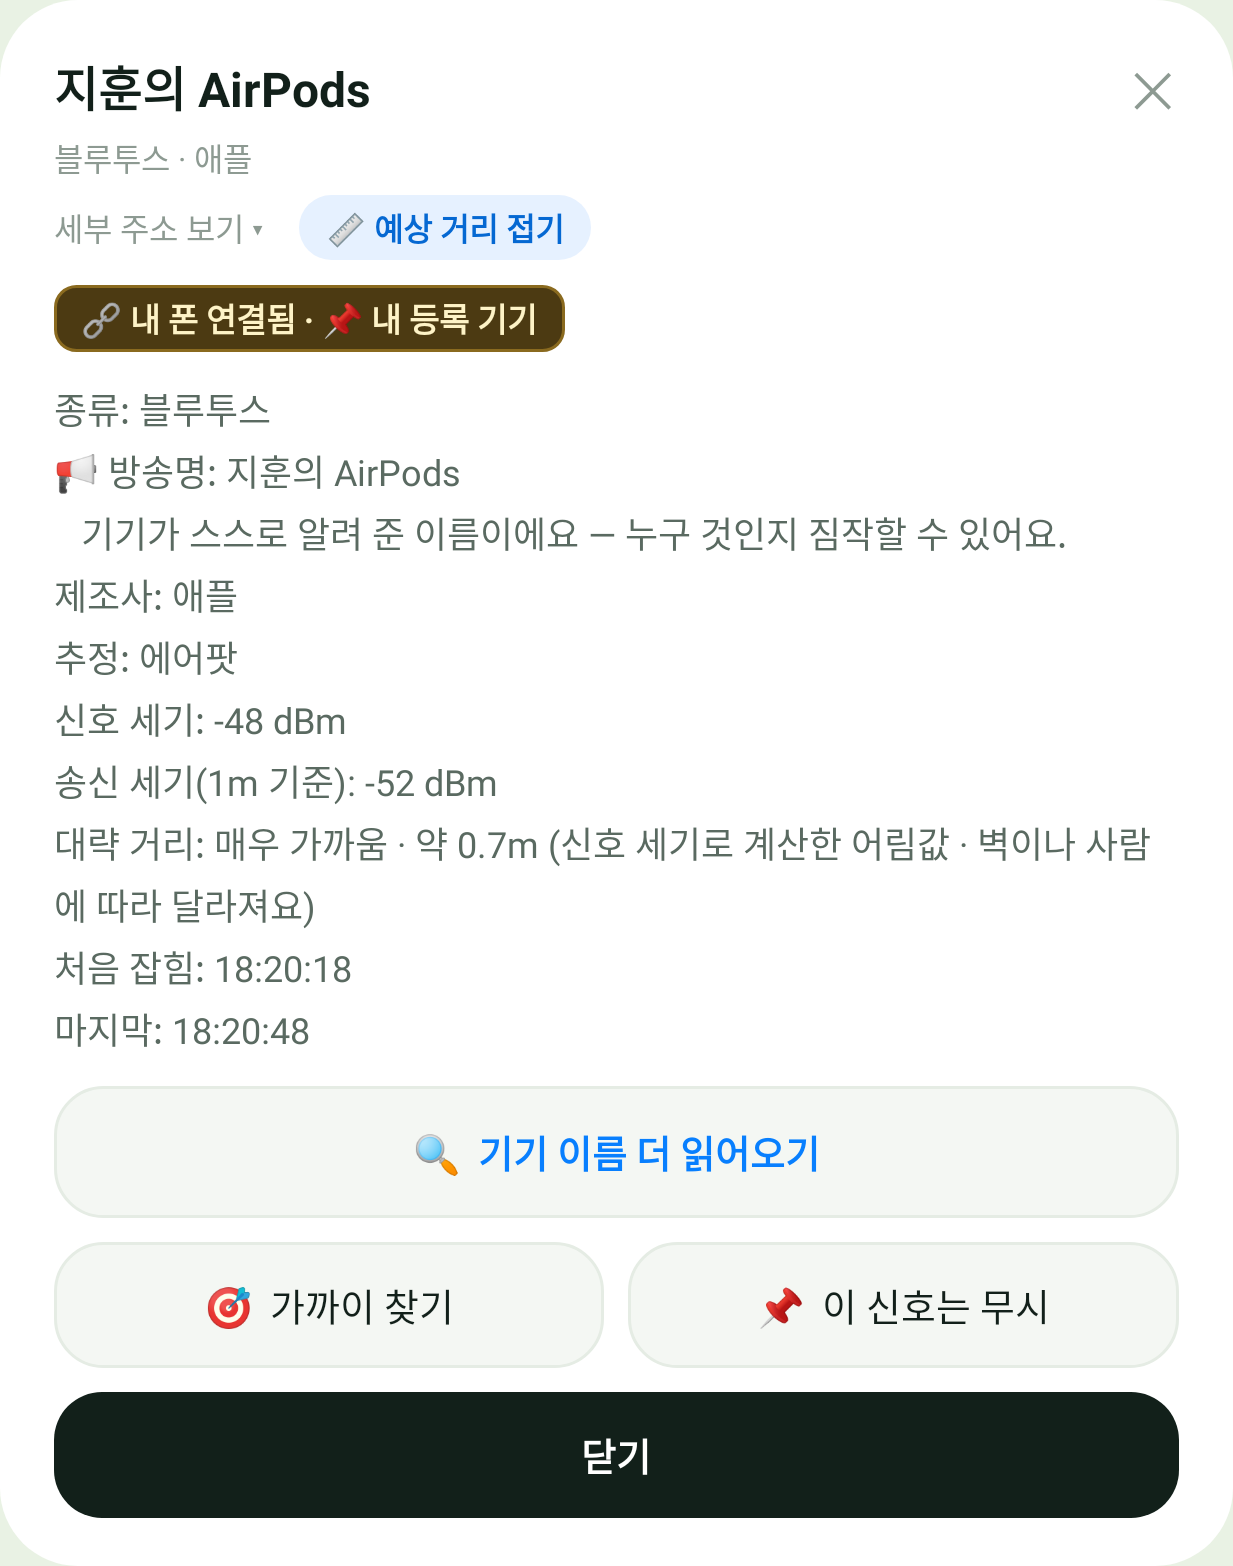 지훈의 AirPods
블루투스 · 애플
세부 주소 보기 ▾
📏 예상 거리 접기
🔗 내 폰 연결됨 · 📌 내 등록 기기
종류: 블루투스
📢 방송명: 지훈의 AirPods
기기가 스스로 알려 준 이름이에요 — 누구 것인지 짐작할 수 있어요.
제조사: 애플
추정: 에어팟
신호 세기: -48 dBm
송신 세기(1m 기준): -52 dBm
대략 거리: 매우 가까움 · 약 0.7m (신호 세기로 계산한 어림값 · 벽이나 사람
에 따라 달라져요)
처음 잡힘: 18:20:18
마지막: 18:20:48
🔍 기기 이름 더 읽어오기
🎯 가까이 찾기
📌 이 신호는 무시
닫기